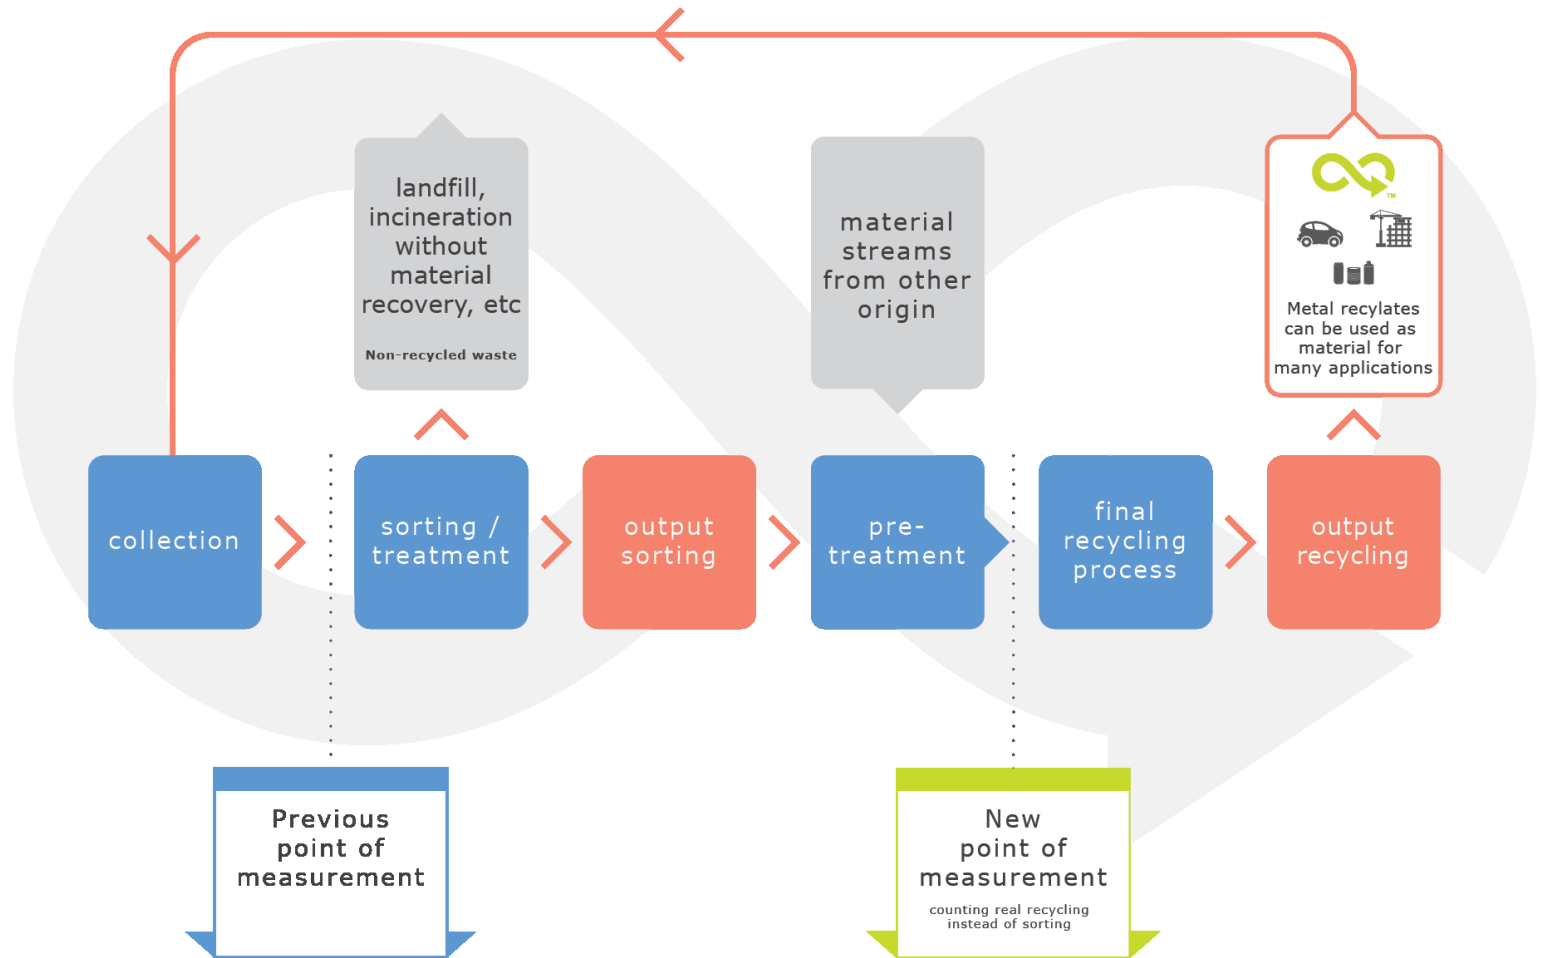 landfill,
incineration
without
material
recovery, etc
Non-recycled waste
material
streams
from other
origin
TM
Metal recylates
can be used as
material for
many applications
collection
sorting /
treatment
output
sorting
pre-
treatment
final
recycling
process
output
recycling
Previous
point of
measurement
New
point of
measurement
counting real recycling
instead of sorting